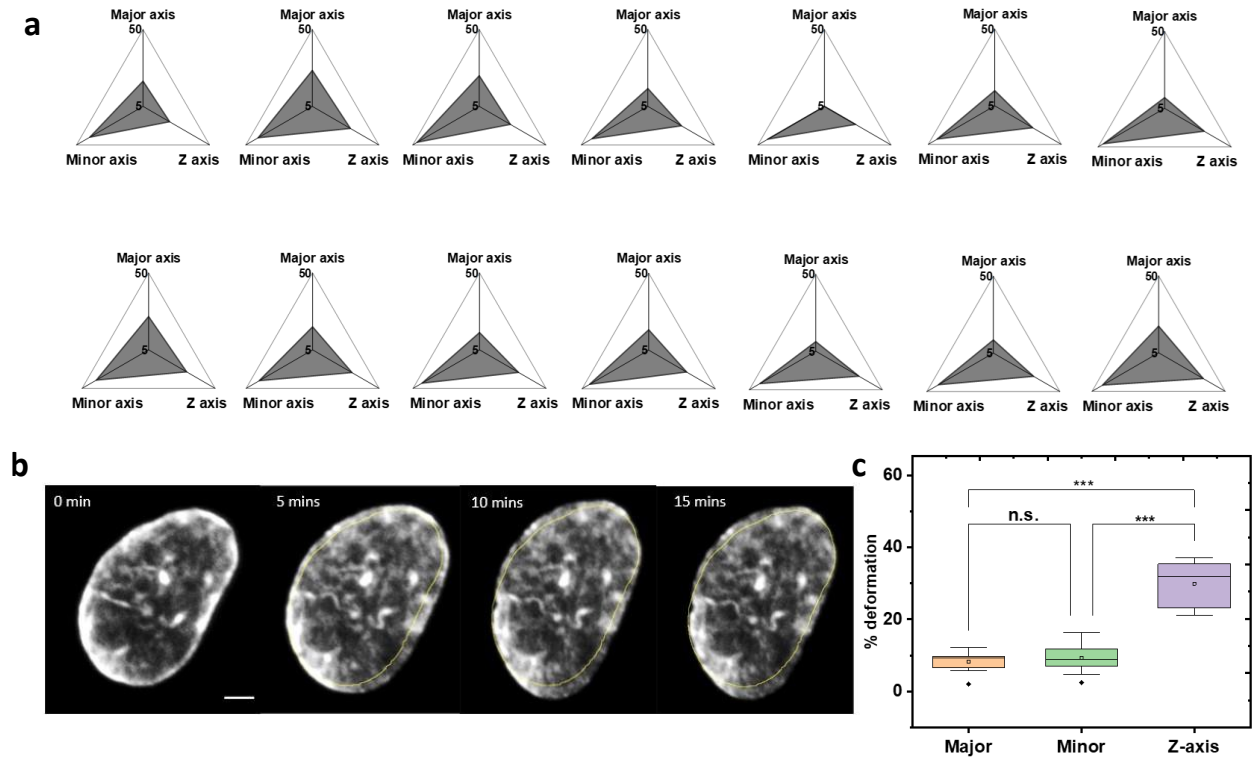 a
Major axis Major axis Major axis Major axis Major axis Major axis Major axis
50 50 50 50 50 50 50
5 5 5 5 5 5 5
Minor axis Z axis Minor axis Z axis Minor axis Z axis Minor axis Z axis Minor axis Z axis Minor axis Z axis Minor axis Z axis
Major axis Major axis Major axis Major axis Major axis Major axis Major axis
50 50 50 50 50 50 50
5 5 5 5 5 5 5
Minor axis Z axis Minor axis Z axis Minor axis Z axis Minor axis Z axis Minor axis Z axis Minor axis Z axis Minor axis Z axis
b
0 min 5 mins 10 mins 15 mins
c
% deformation
60
40
20
0
***
n.s. ***
Major Minor Z-axis